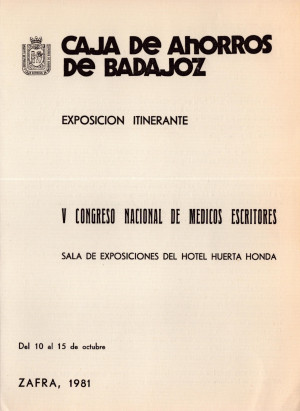 CAJA DE AHORROS
DE BADAJOZ
EXPOSICION ITINERANTE
V CONGRESO NACIONAL DE MEDICOS ESCRITORES
SALA DE EXPOSICIONES DEL HOTEL HUERTA HONDA
Del 10 al 15 de octubre
ZAFRA, 1981